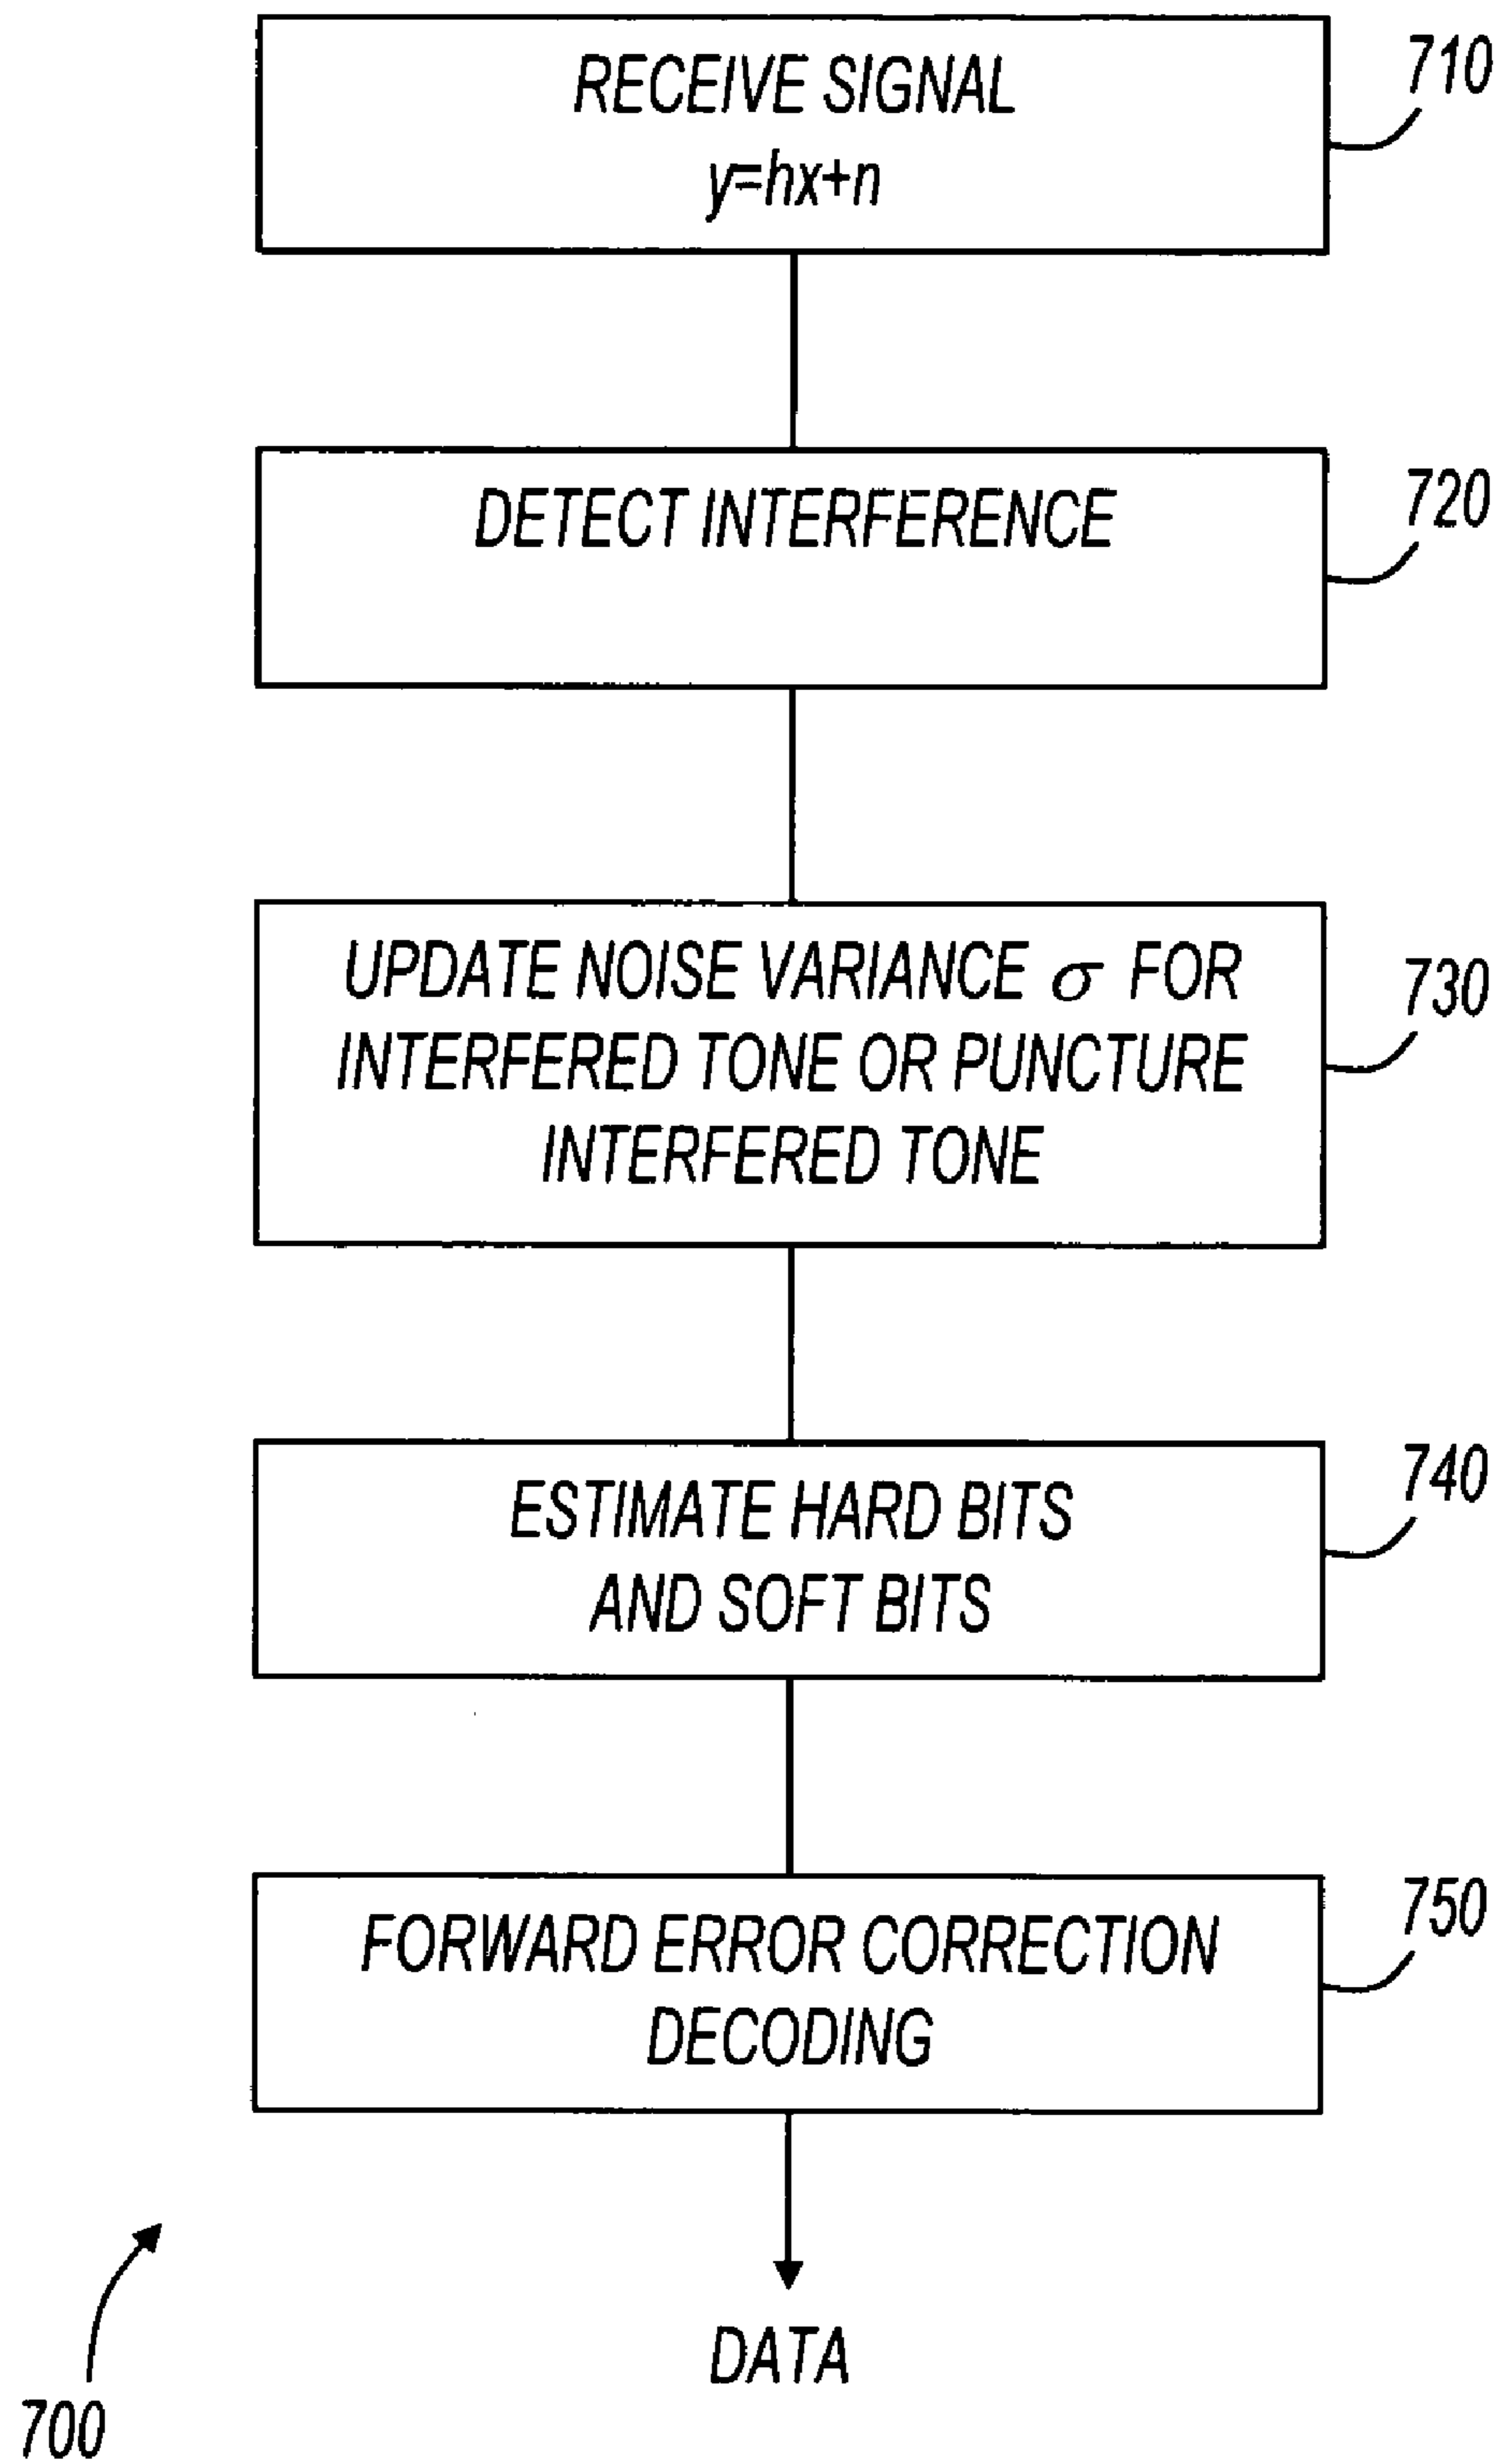 RECEIVE SIGNAL
y=hx+n
710
DETECT INTERFERENCE
720
UPDATE NOISE VARIANCE σ FOR
INTERFERED TONE OR PUNCTURE
INTERFERED TONE
730
ESTIMATE HARD BITS
AND SOFT BITS
740
FORWARD ERROR CORRECTION
DECODING
750
DATA
700